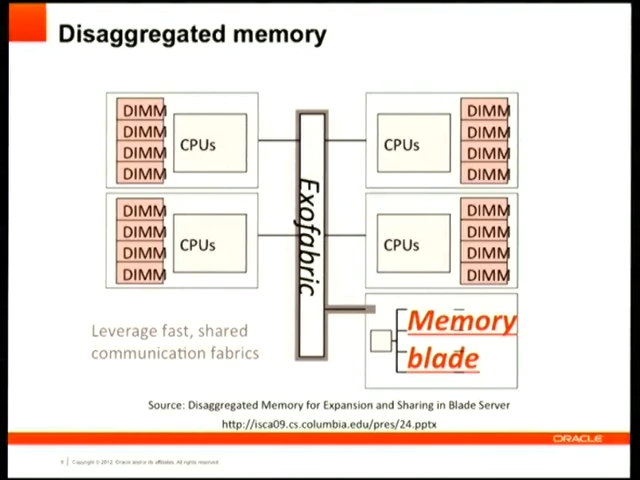 Disaggregated memory
DIMM
DIMM
DIMM
DIMM
CPUs
CPUs
DIMM
DIMM
DIMM
DIMM
DIMM
DIMM
DIMM
DIMM
CPUs
CPUs
DIMM
DIMM
DIMM
DIMM
Exofabric
Memory
blade
Leverage fast, shared
communication fabrics
Source: Disaggregated Memory for Expansion and Sharing in Blade Server
http://isca09.cs.columbia.edu/pres/24.pptx
ORACLE
Copyright © 2012, Oracle and/or its affiliates. All rights reserved.